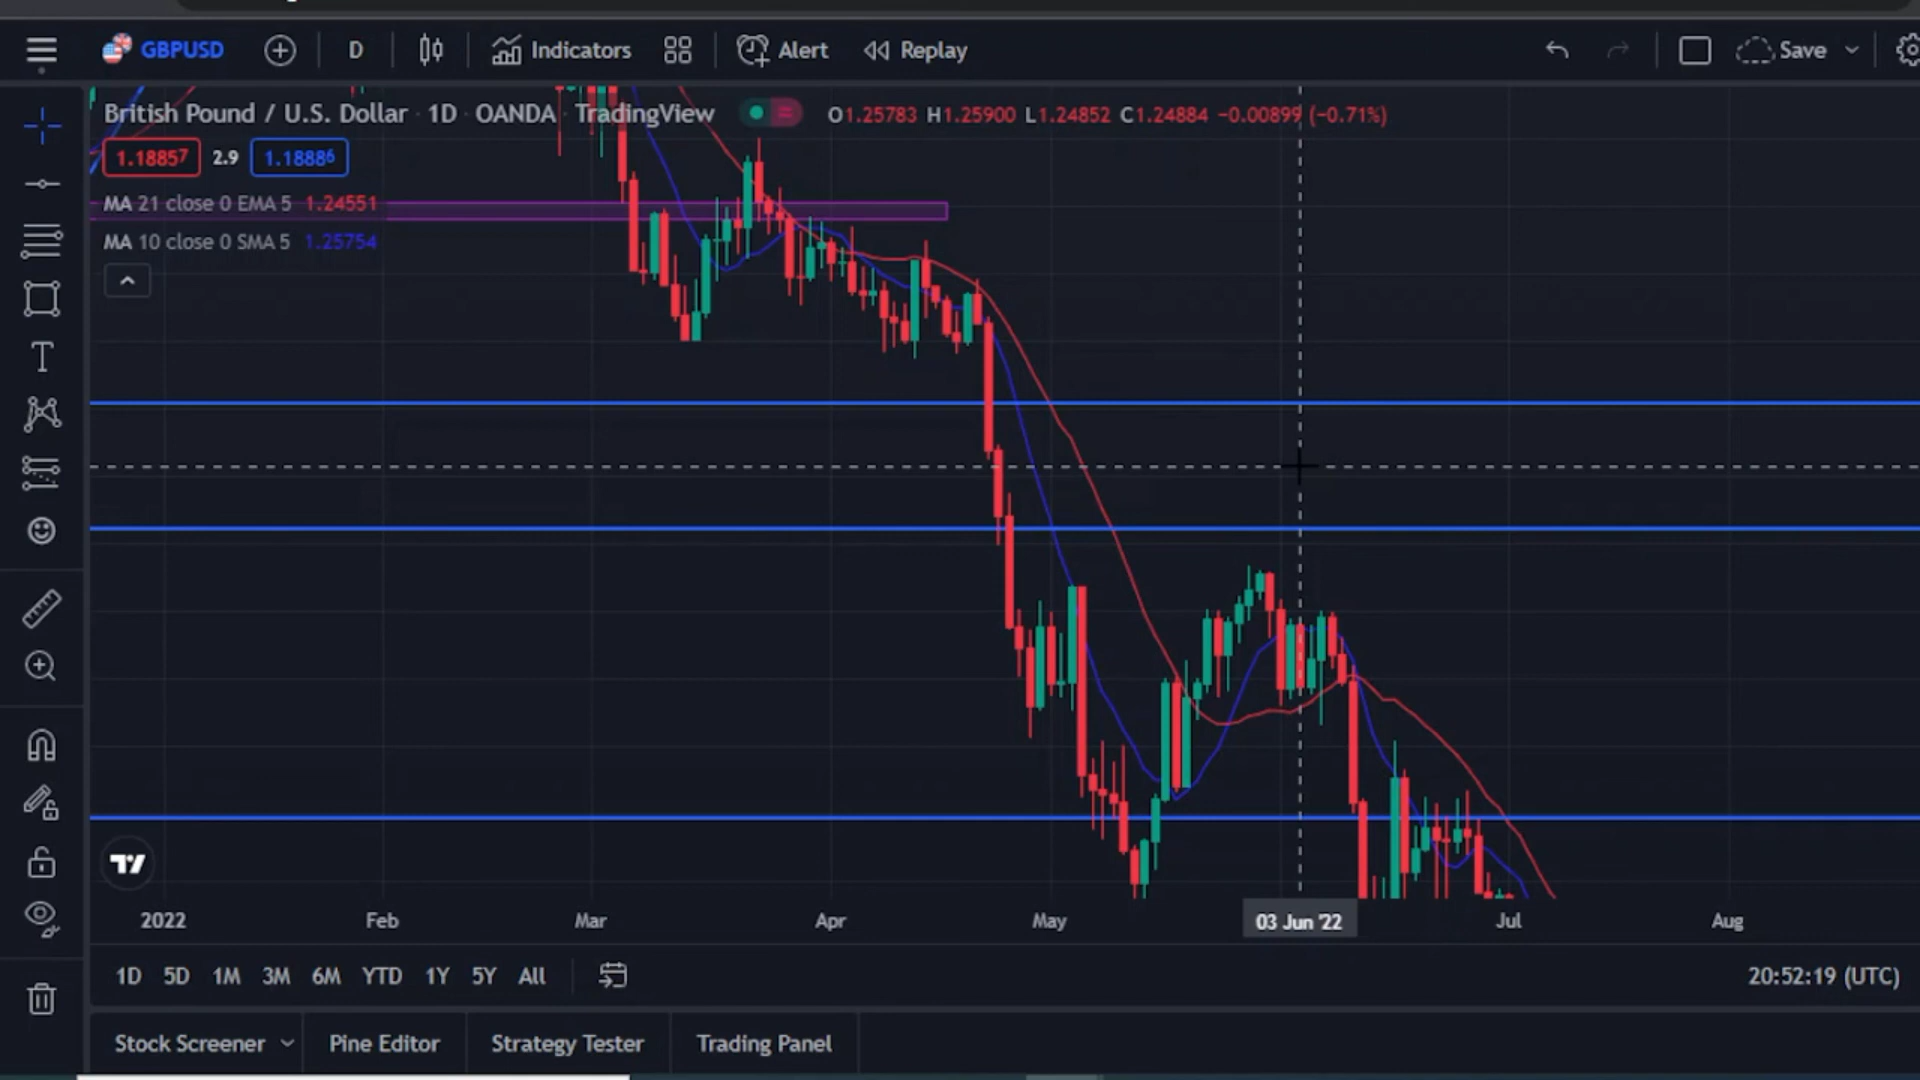 GBPUSD D Indicators Alert Replay Save
British Pound / U.S. Dollar · 1D · OANDA · TradingView O1.25783 H1.25900 L1.24852 C1.24884 −0.00899 (−0.71%)
1.18857 2.9 1.18886
MA 21 close 0 EMA 5 1.24551
MA 10 close 0 SMA 5 1.25754
T
2022 Feb Mar Apr May 03 Jun '22 Jul Aug
1D 5D 1M 3M 6M YTD 1Y 5Y All 20:52:19 (UTC)
Stock Screener Pine Editor Strategy Tester Trading Panel